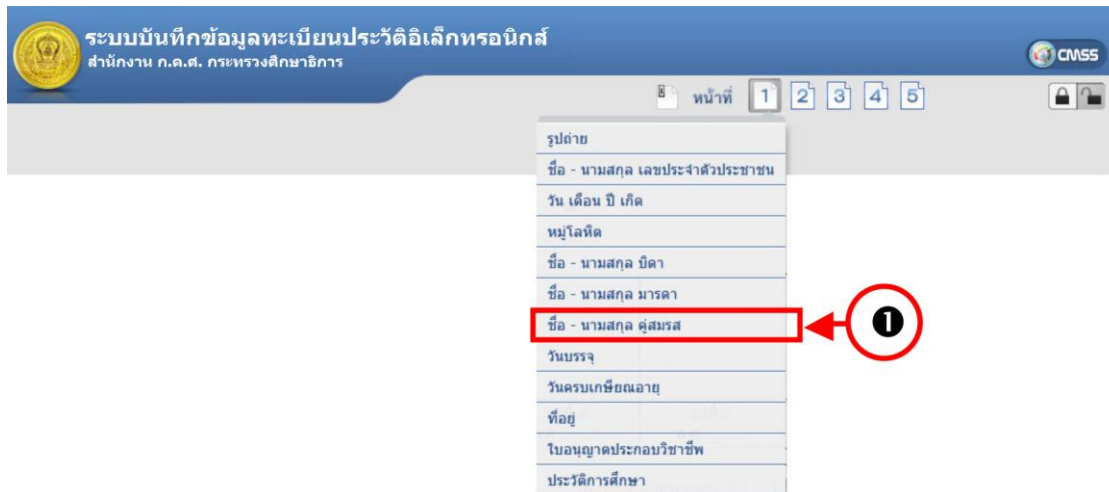 ระบบบันทึกข้อมูลทะเบียนประวัติอิเล็กทรอนิกส์
สำนักงาน ก.ค.ศ. กระทรวงศึกษาธิการ
CMSS
หน้าที่ 1 2 3 4 5
รูปถ่าย
ชื่อ - นามสกุล เลขประจำตัวประชาชน
วัน เดือน ปี เกิด
หมู่โลหิต
ชื่อ - นามสกุล บิดา
ชื่อ - นามสกุล มารดา
ชื่อ - นามสกุล คู่สมรส
❶
วันบรรจุ
วันครบเกษียณอายุ
ที่อยู่
ใบอนุญาตประกอบวิชาชีพ
ประวัติการศึกษา